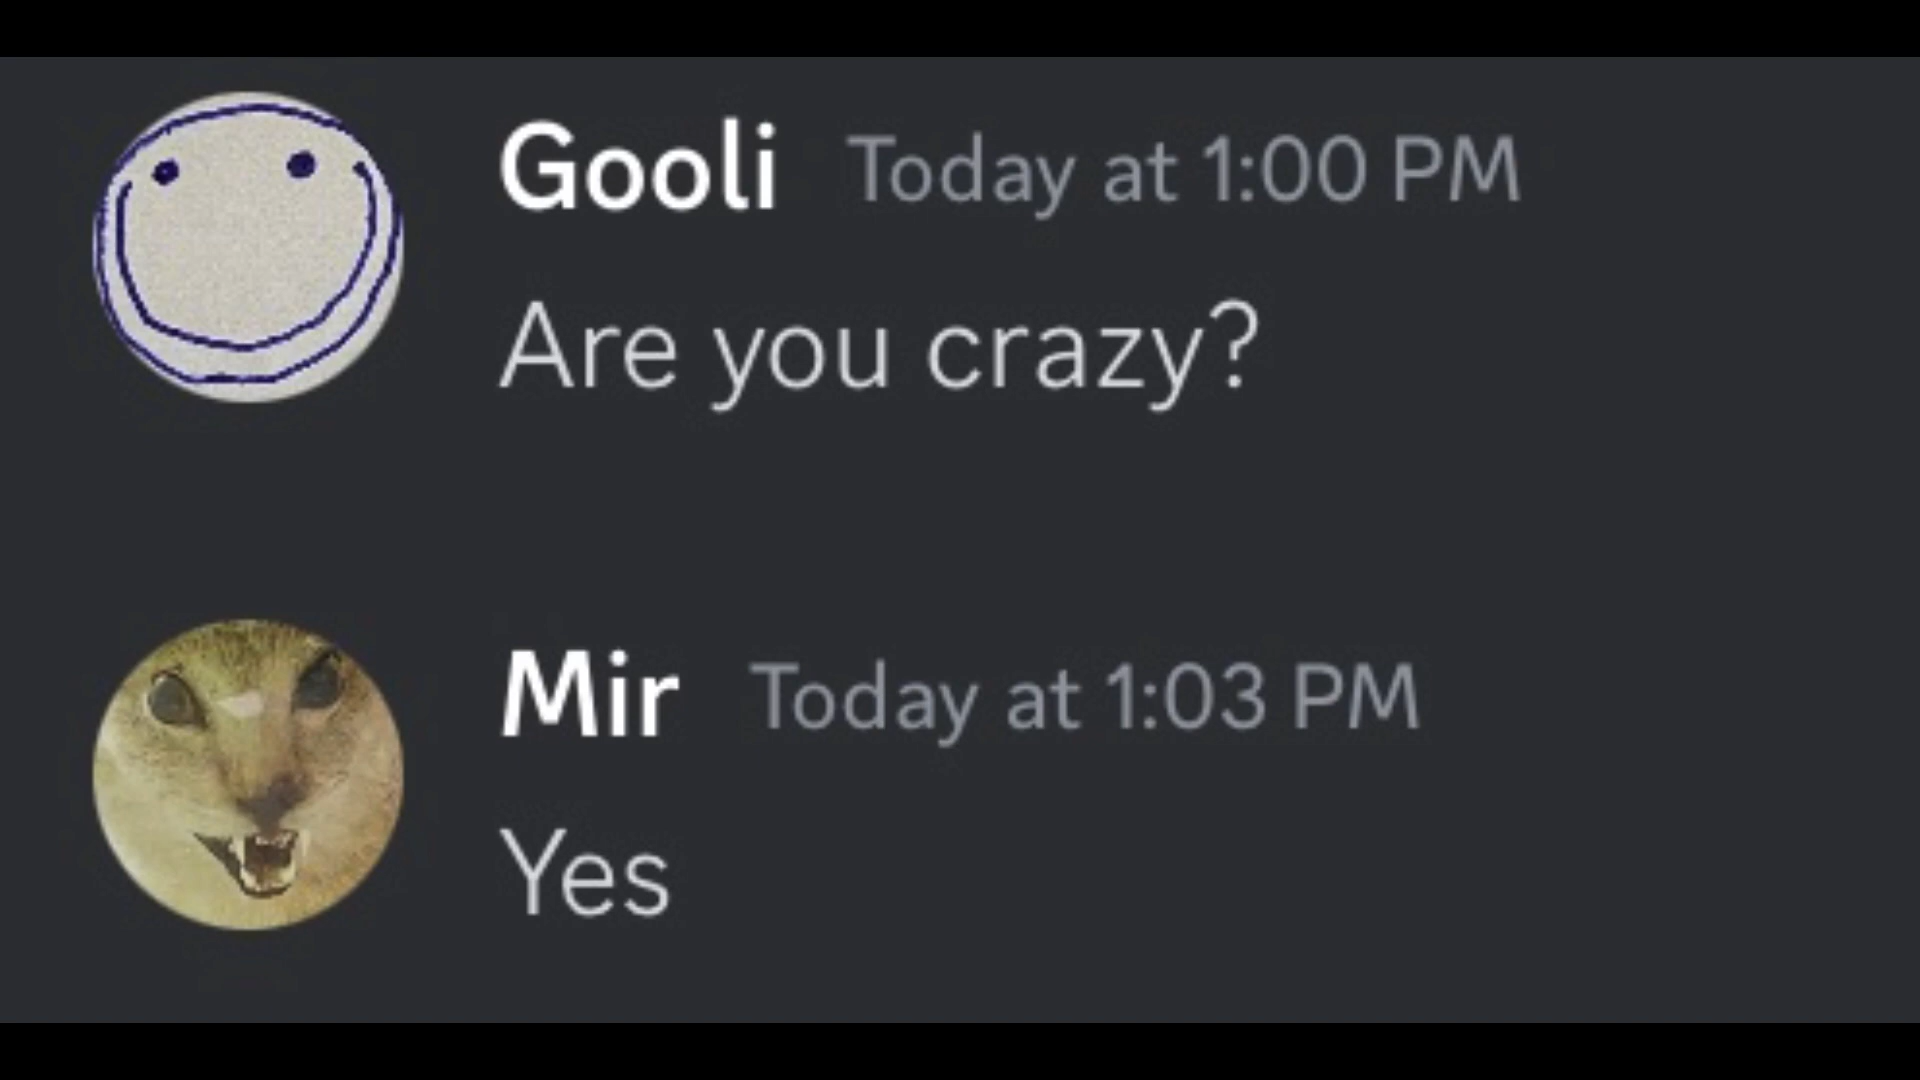 Gooli Today at 1:00 PM
Are you crazy?
Mir Today at 1:03 PM
Yes